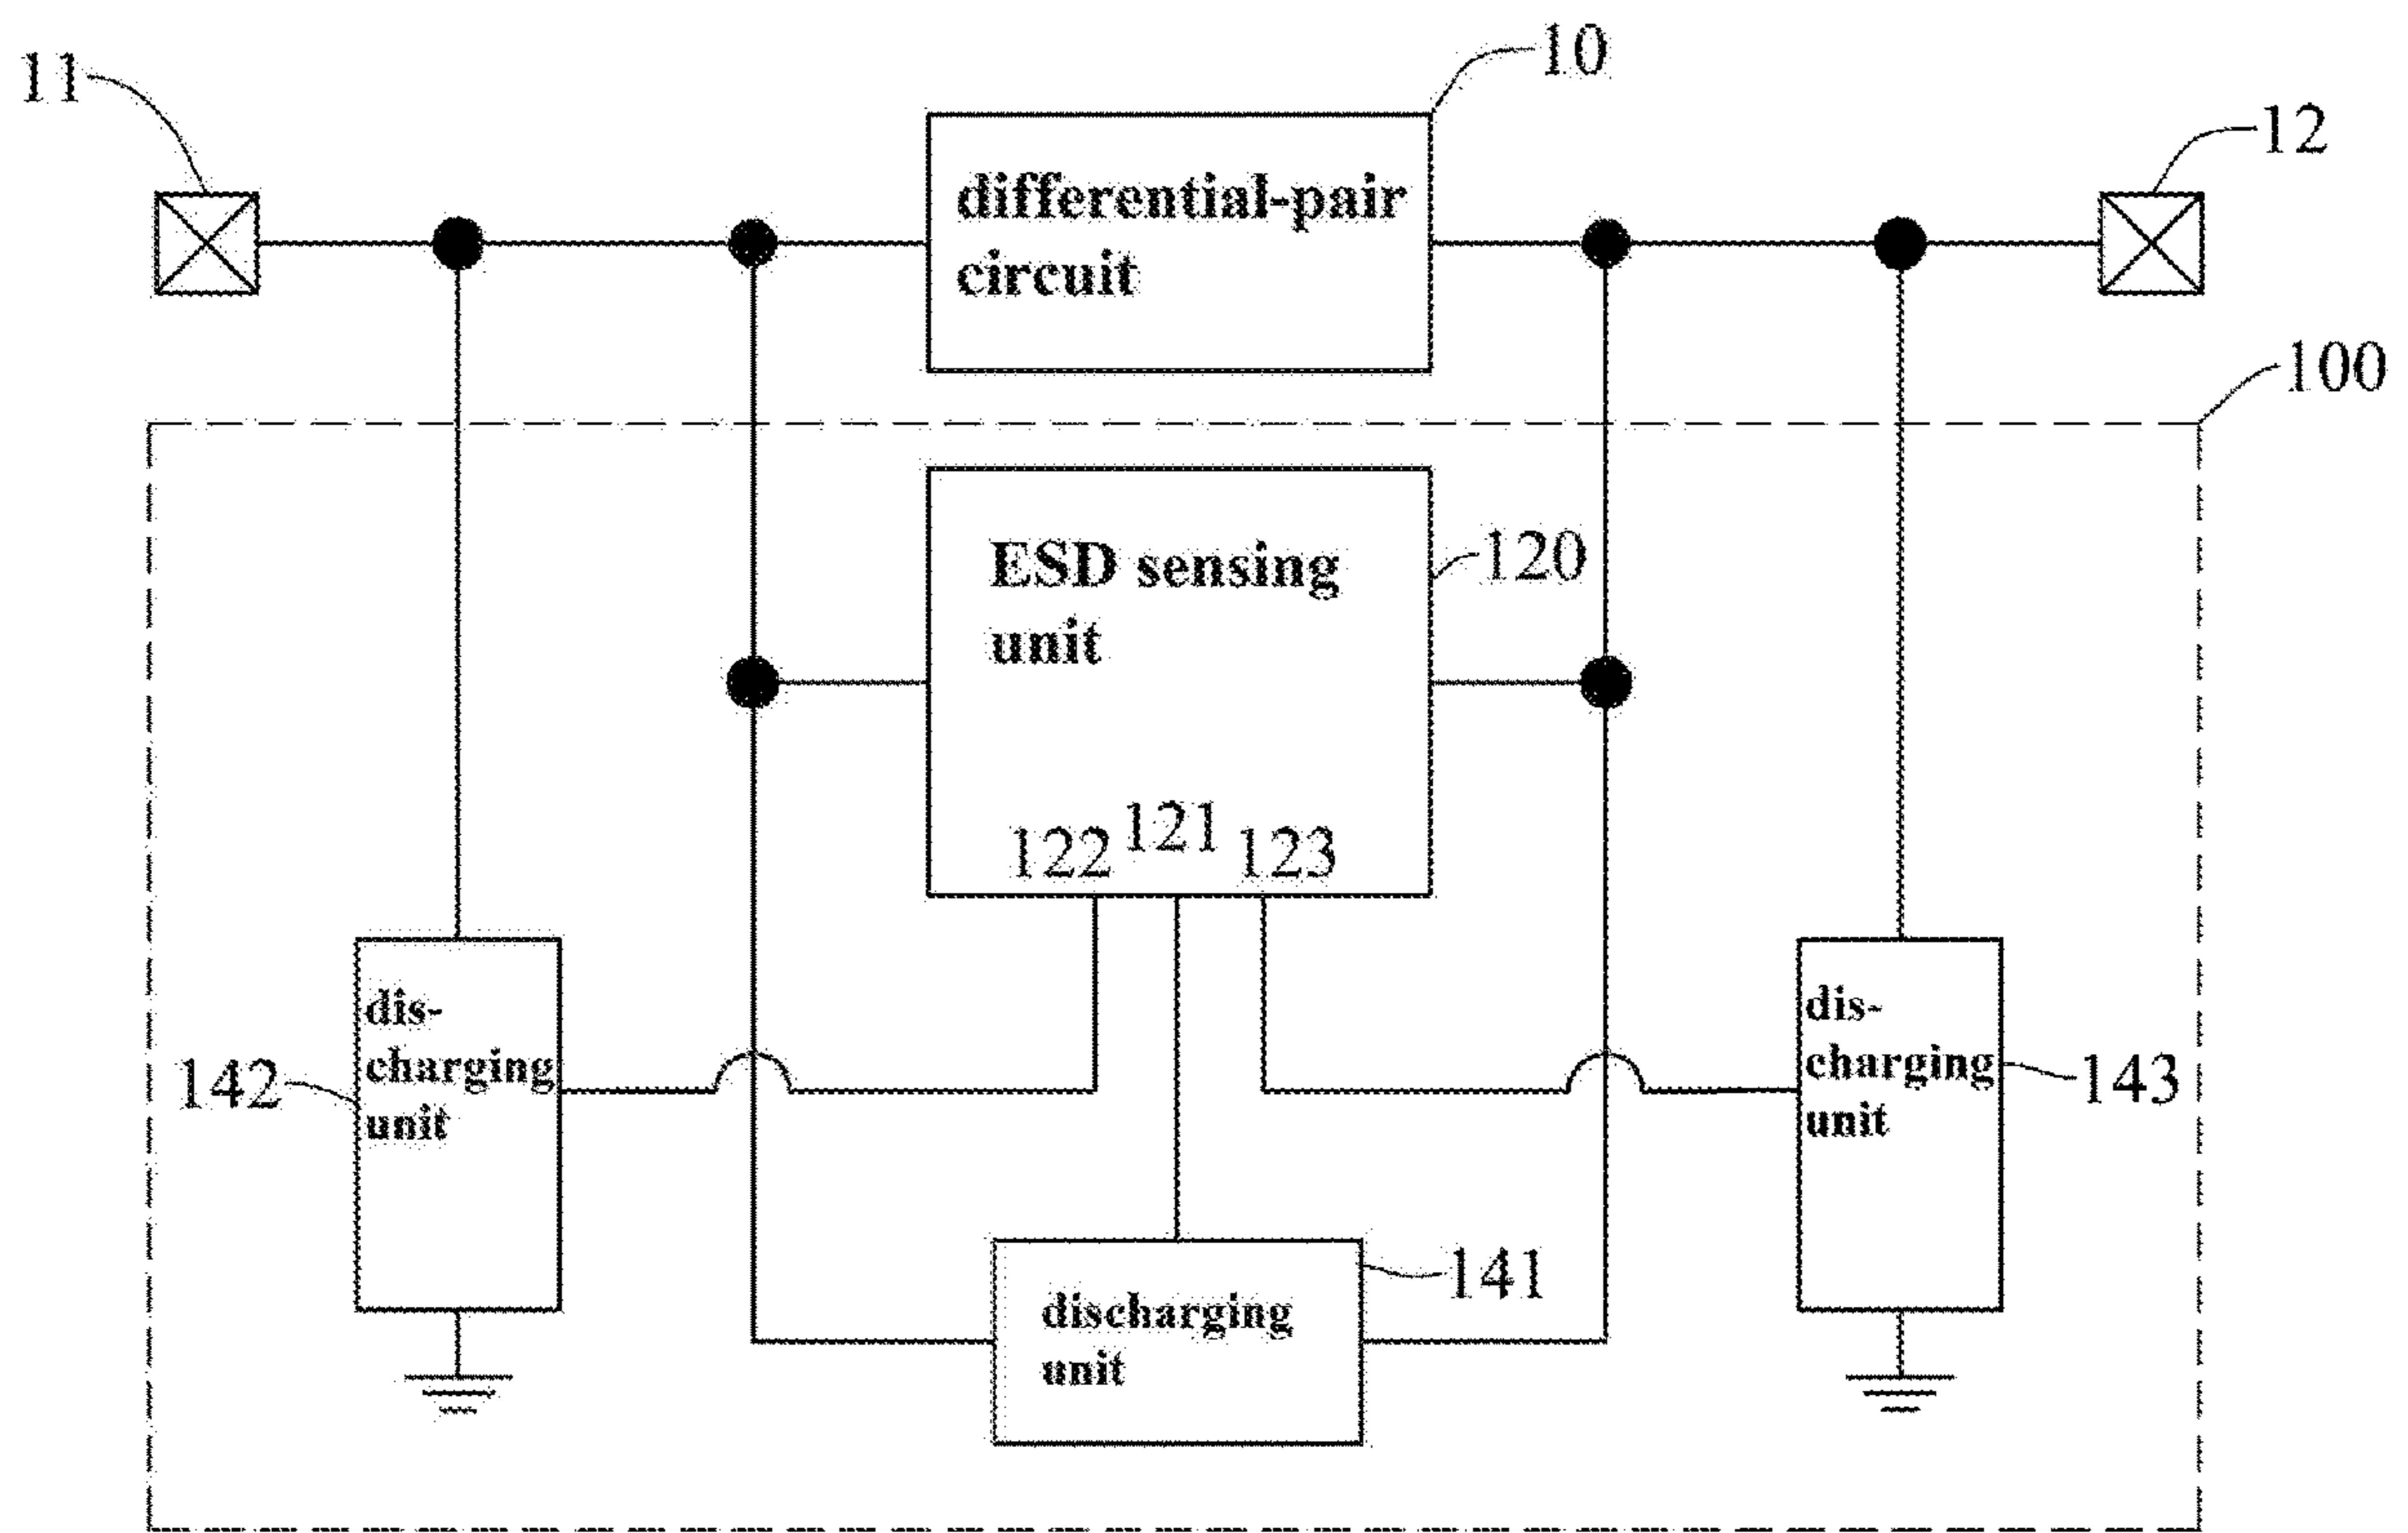 10
11
12
differential-pair
circuit
100
ESD sensing
unit
120
122
121
123
dis-
charging
unit
142
dis-
charging
unit
143
141
discharging
unit